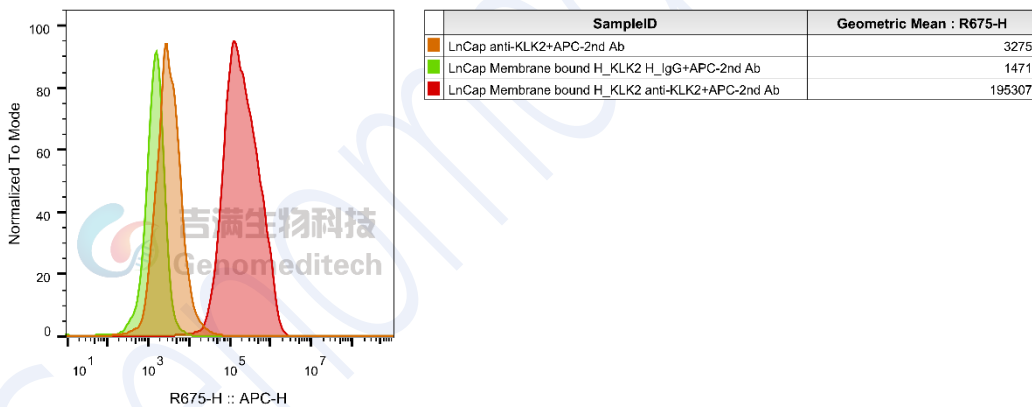 100
80
60
40
20
0
Normalized To Mode
吉满生物科技
Genomeditech
10 1
10 3
10 5
10 7
R675-H :: APC-H
SampleID Geometric Mean : R675-H
LnCap anti-KLK2+APC-2nd Ab 3275
LnCap Membrane bound H_KLK2 H_IgG+APC-2nd Ab 1471
LnCap Membrane bound H_KLK2 anti-KLK2+APC-2nd Ab 195307